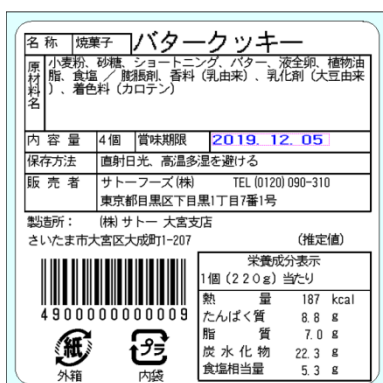 名 称 焼菓子 バタークッキー
原材料名 小麦粉、砂糖、ショートニング、バター、液全卵、植物油
脂、食塩 ／ 膨脹剤、香料（乳由来）、乳化剤（大豆由来
）、着色料（カロテン）
内 容 量 4個 賞味期限 2019. 12. 05
保存方法 直射日光、高温多湿を避ける
販 売 者 サトーフーズ(株) TEL (0120) 090-310
東京都目黒区下目黒1丁目7番1号
製造所： (株)サトー 大宮支店
さいたま市大宮区大成町1-207 (推定値)
栄養成分表示
1個(220g)当たり
熱 量 187 kcal
たんぱく質 8.8 g
脂 質 7.0 g
炭 水 化 物 22.3 g
食塩相当量 5.3 g
4900000000009
紙 プラ
外箱 内袋